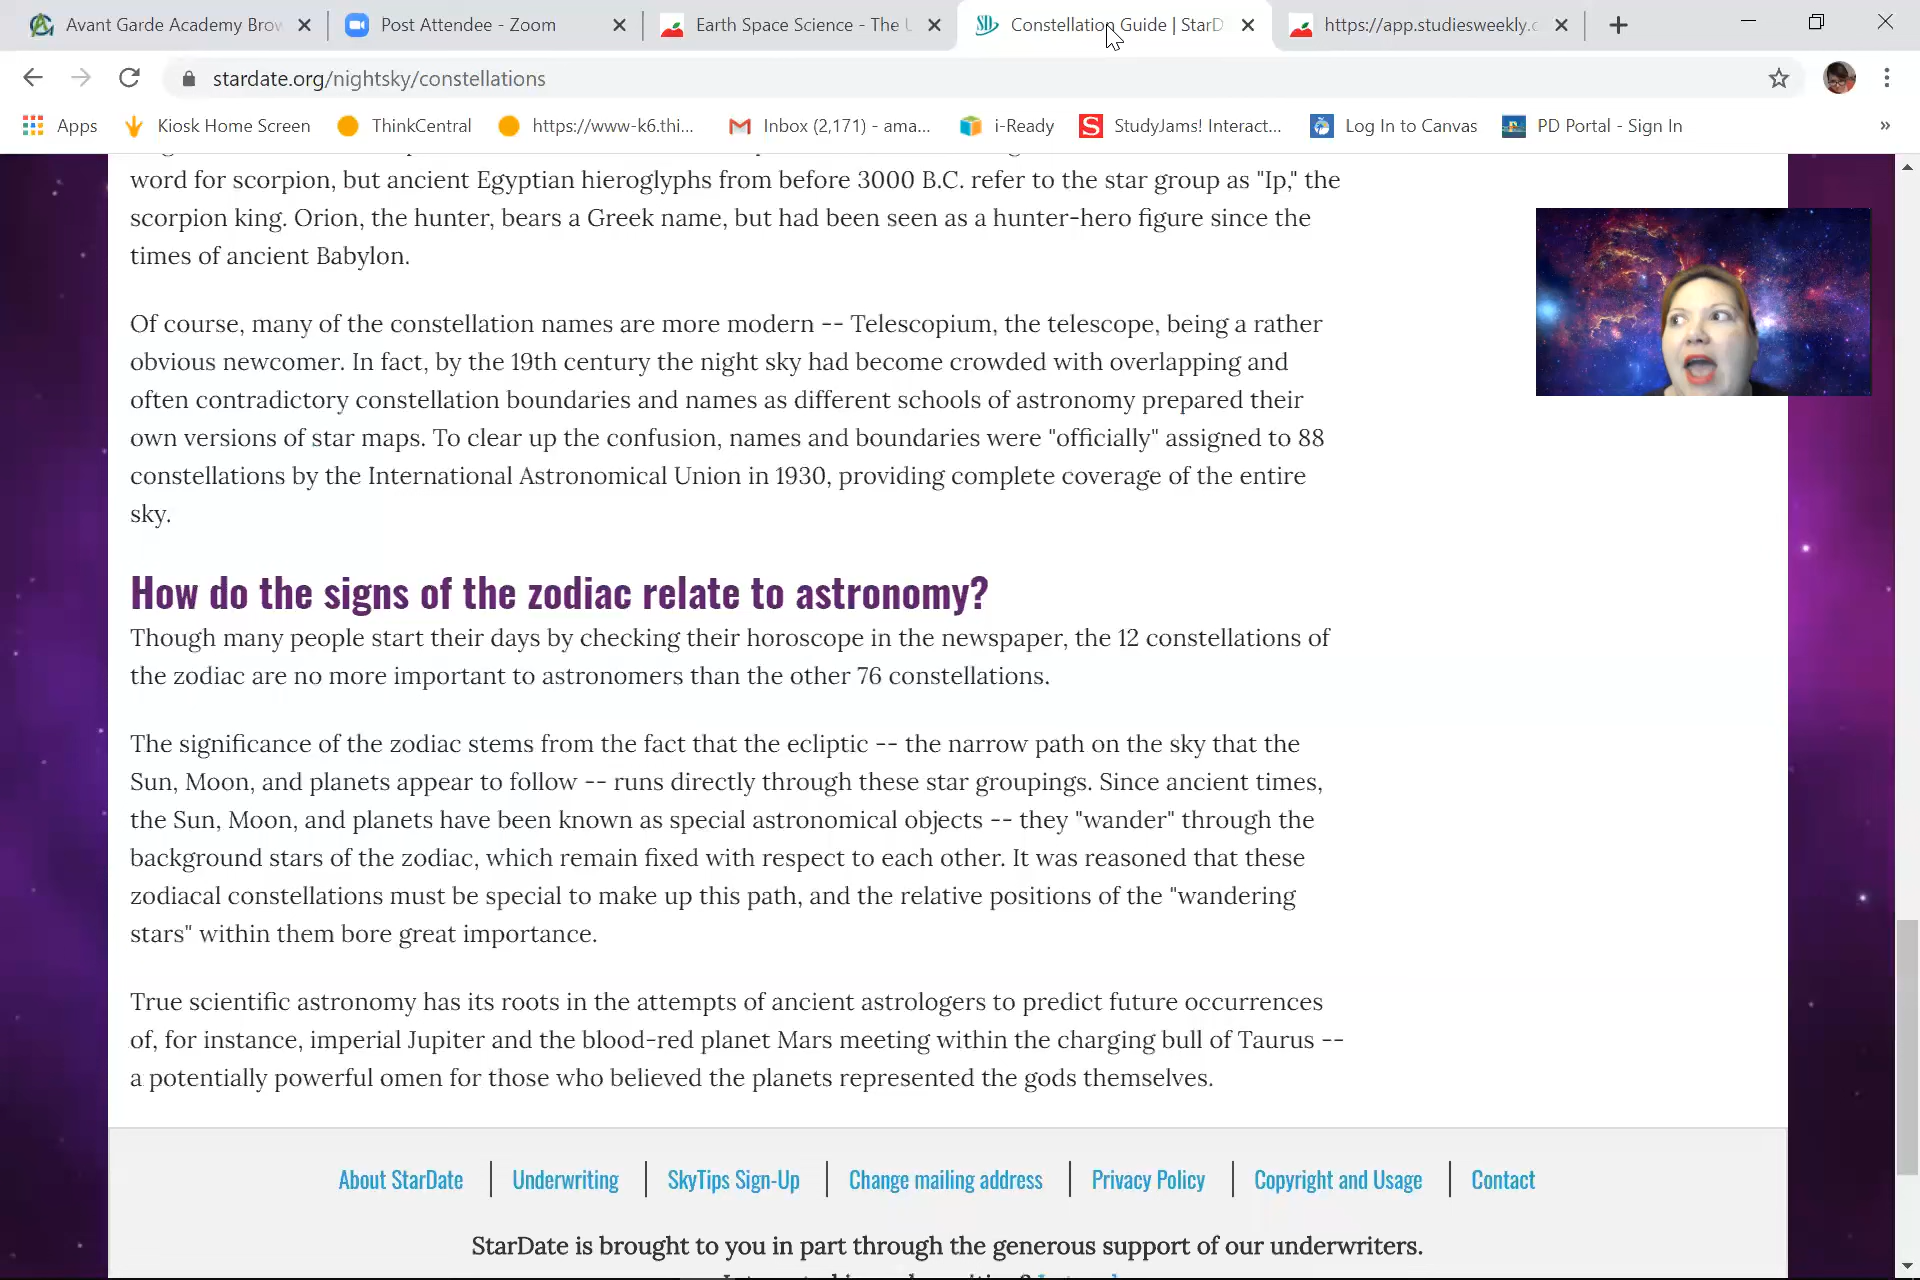 Avant Garde Academy Brow
Post Attendee - Zoom
Earth Space Science - The U
Constellation Guide | StarD
https://app.studiesweekly.c
stardate.org/nightsky/constellations
Apps
Kiosk Home Screen
ThinkCentral
https://www-k6.thi...
Inbox (2,171) - ama...
i-Ready
StudyJams! Interact...
Log In to Canvas
PD Portal - Sign In
»
word for scorpion, but ancient Egyptian hieroglyphs from before 3000 B.C. refer to the star group as "Ip," the
scorpion king. Orion, the hunter, bears a Greek name, but had been seen as a hunter-hero figure since the
times of ancient Babylon.
Of course, many of the constellation names are more modern -- Telescopium, the telescope, being a rather
obvious newcomer. In fact, by the 19th century the night sky had become crowded with overlapping and
often contradictory constellation boundaries and names as different schools of astronomy prepared their
own versions of star maps. To clear up the confusion, names and boundaries were "officially" assigned to 88
constellations by the International Astronomical Union in 1930, providing complete coverage of the entire
sky.
How do the signs of the zodiac relate to astronomy?
Though many people start their days by checking their horoscope in the newspaper, the 12 constellations of
the zodiac are no more important to astronomers than the other 76 constellations.
The significance of the zodiac stems from the fact that the ecliptic -- the narrow path on the sky that the
Sun, Moon, and planets appear to follow -- runs directly through these star groupings. Since ancient times,
the Sun, Moon, and planets have been known as special astronomical objects -- they "wander" through the
background stars of the zodiac, which remain fixed with respect to each other. It was reasoned that these
zodiacal constellations must be special to make up this path, and the relative positions of the "wandering
stars" within them bore great importance.
True scientific astronomy has its roots in the attempts of ancient astrologers to predict future occurrences
of, for instance, imperial Jupiter and the blood-red planet Mars meeting within the charging bull of Taurus --
a potentially powerful omen for those who believed the planets represented the gods themselves.
About StarDate
Underwriting
SkyTips Sign-Up
Change mailing address
Privacy Policy
Copyright and Usage
Contact
StarDate is brought to you in part through the generous support of our underwriters.